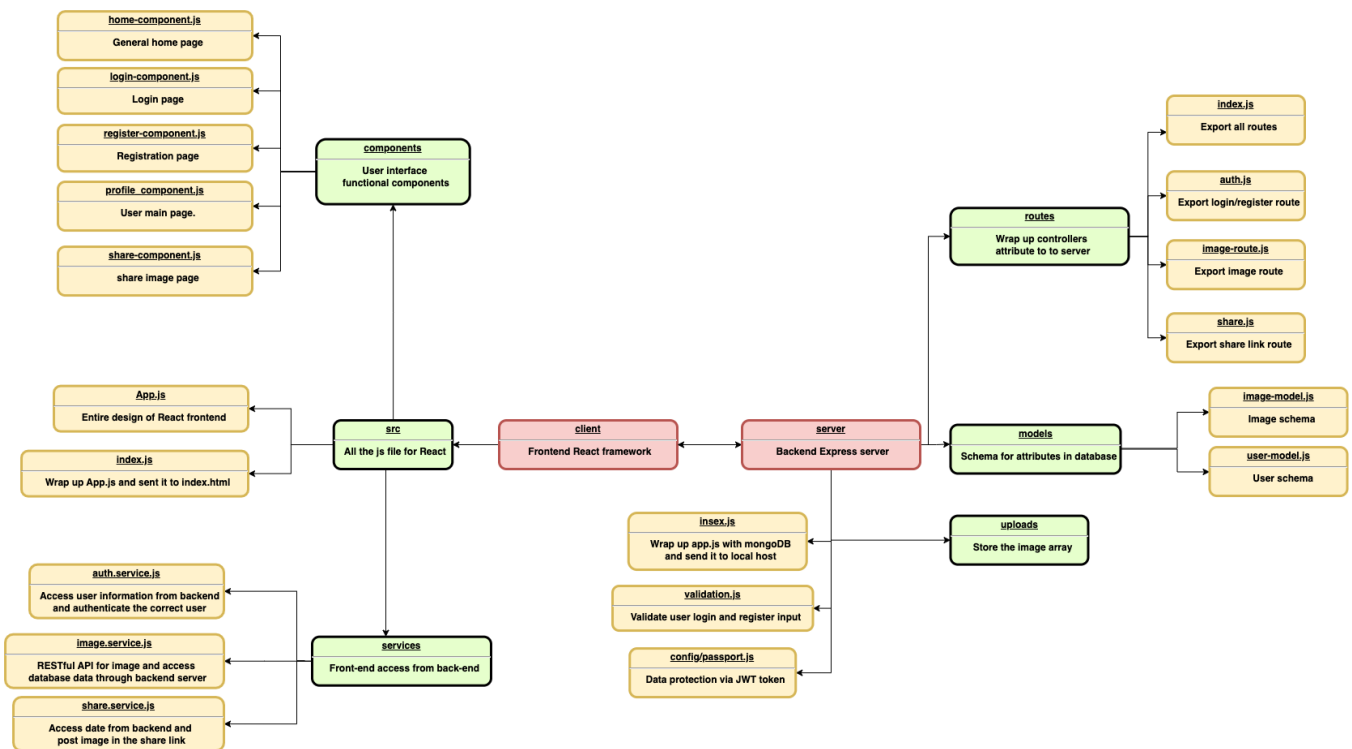 home-component.js
General home page
login-component.js
Login page
register-component.js
Registration page
profile_component.js
User main page.
share-component.js
share image page
components
User interface
functional components
App.js
Entire design of React frontend
index.js
Wrap up App.js and sent it to index.html
src
All the js file for React
client
Frontend React framework
server
Backend Express server
auth.service.js
Access user information from backend
and authenticate the correct user
image.service.js
RESTful API for image and access
database data through backend server
share.service.js
Access date from backend and
post image in the share link
services
Front-end access from back-end
insex.js
Wrap up app.js with mongoDB
and send it to local host
validation.js
Validate user login and register input
config/passport.js
Data protection via JWT token
routes
Wrap up controllers
attribute to to server
index.js
Export all routes
auth.js
Export login/register route
image-route.js
Export image route
share.js
Export share link route
models
Schema for attributes in database
image-model.js
Image schema
user-model.js
User schema
uploads
Store the image array